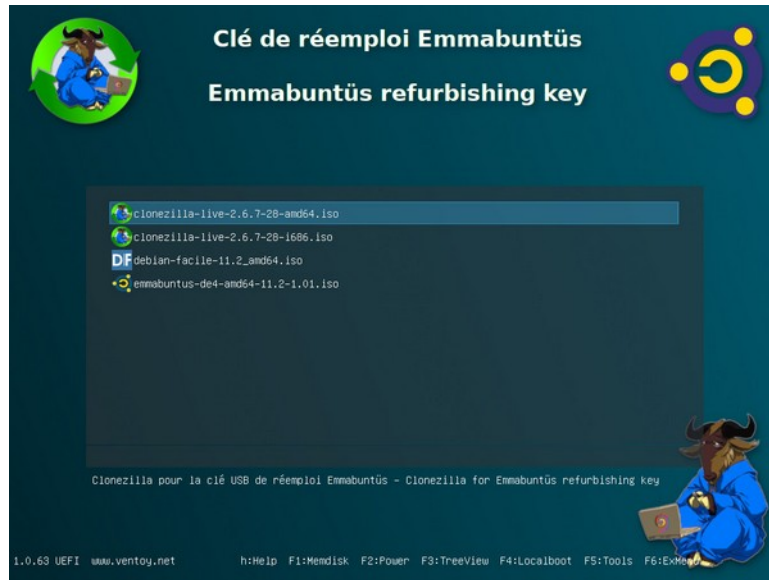 Clé de réemploi Emmabuntüs
Emmabuntüs refurbishing key
clonezilla-live-2.6.7-28-amd64.iso
clonezilla-live-2.6.7-28-i686.iso
DF debian-facile-11.2_amd64.iso
emmabuntus-de4-amd64-11.2-1.01.iso
Clonezilla pour la clé USB de réemploi Emmabuntüs - Clonezilla for Emmabuntüs refurbishing key
1.0.63 UEFI www.ventoy.net h:Help F1:Memdisk F2:Power F3:TreeView F4:Localboot F5:Tools